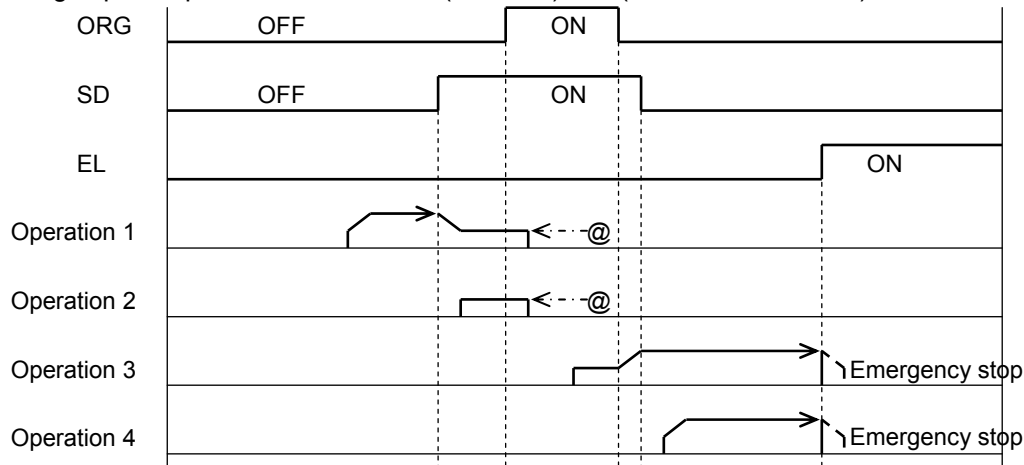 ORG OFF ON
SD OFF ON
EL ON
Operation 1 @
Operation 2 @
Operation 3 Emergency stop
Operation 4 Emergency stop